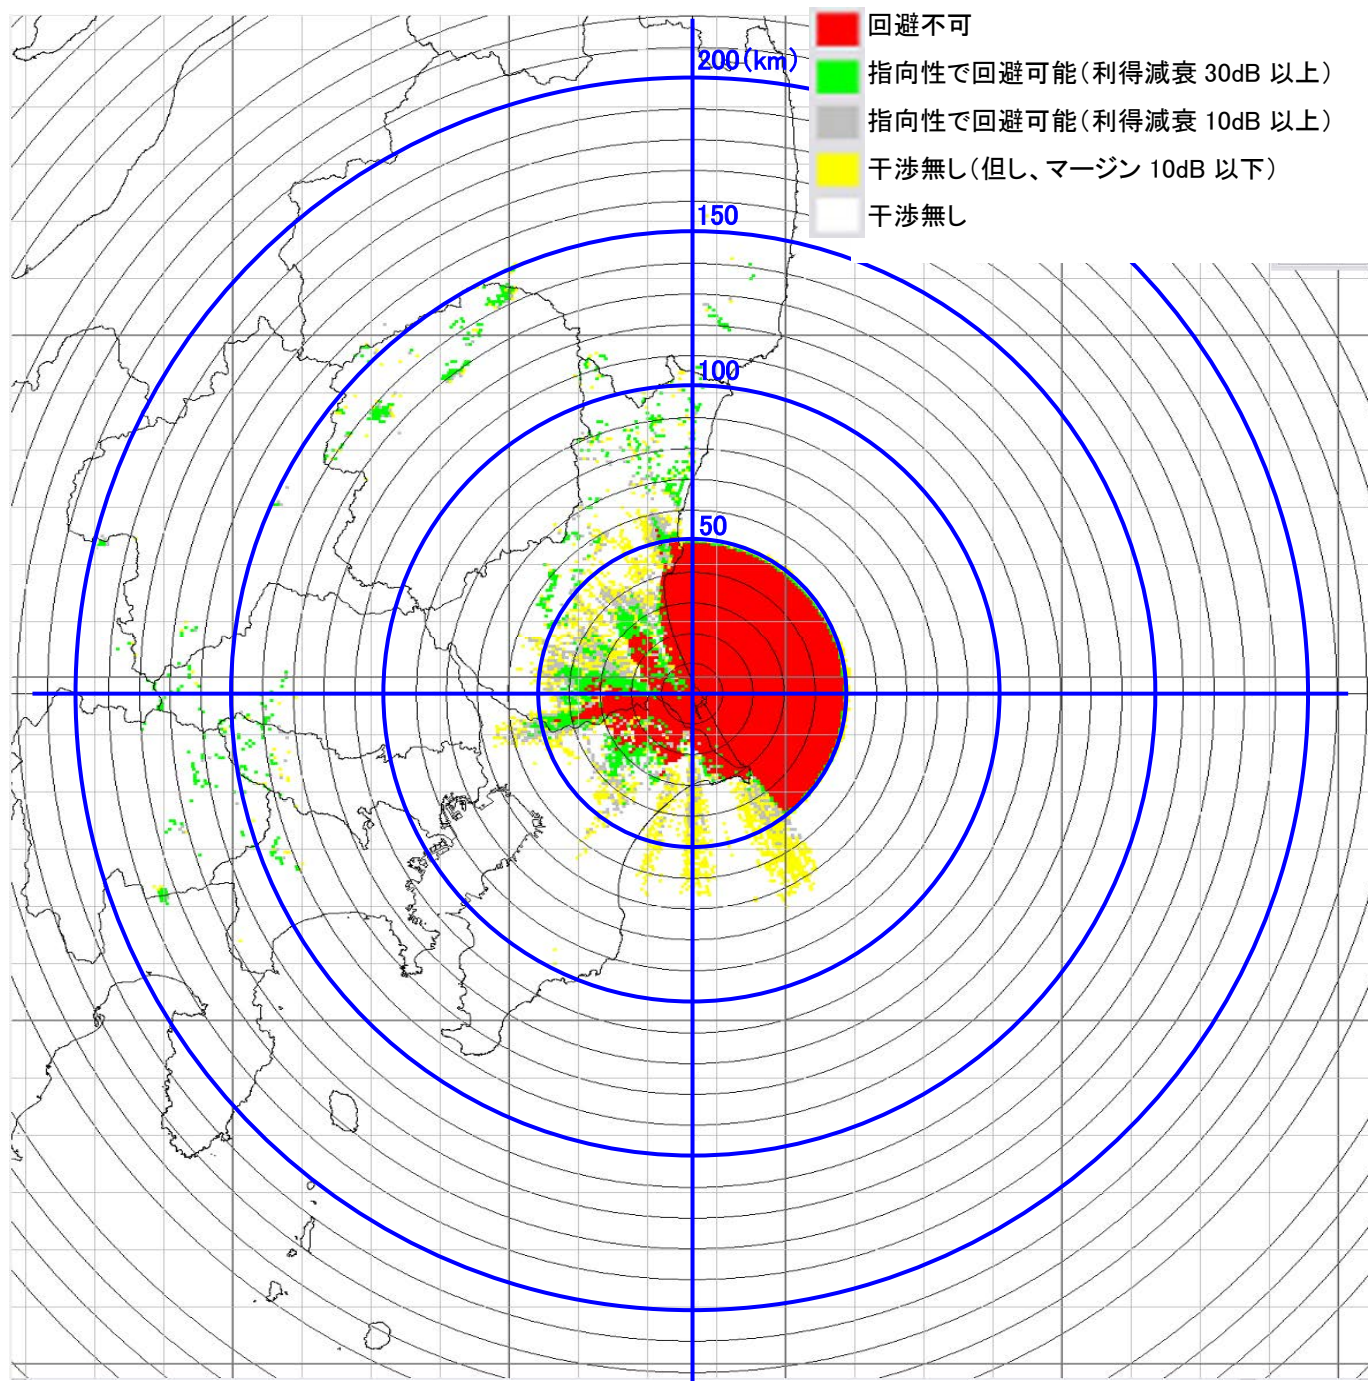 回避不可
指向性で回避可能（利得減衰 30dB 以上）
指向性で回避可能（利得減衰 10dB 以上）
干渉無し（但し、マージン 10dB 以下）
干渉無し
200(km)
150
100
50